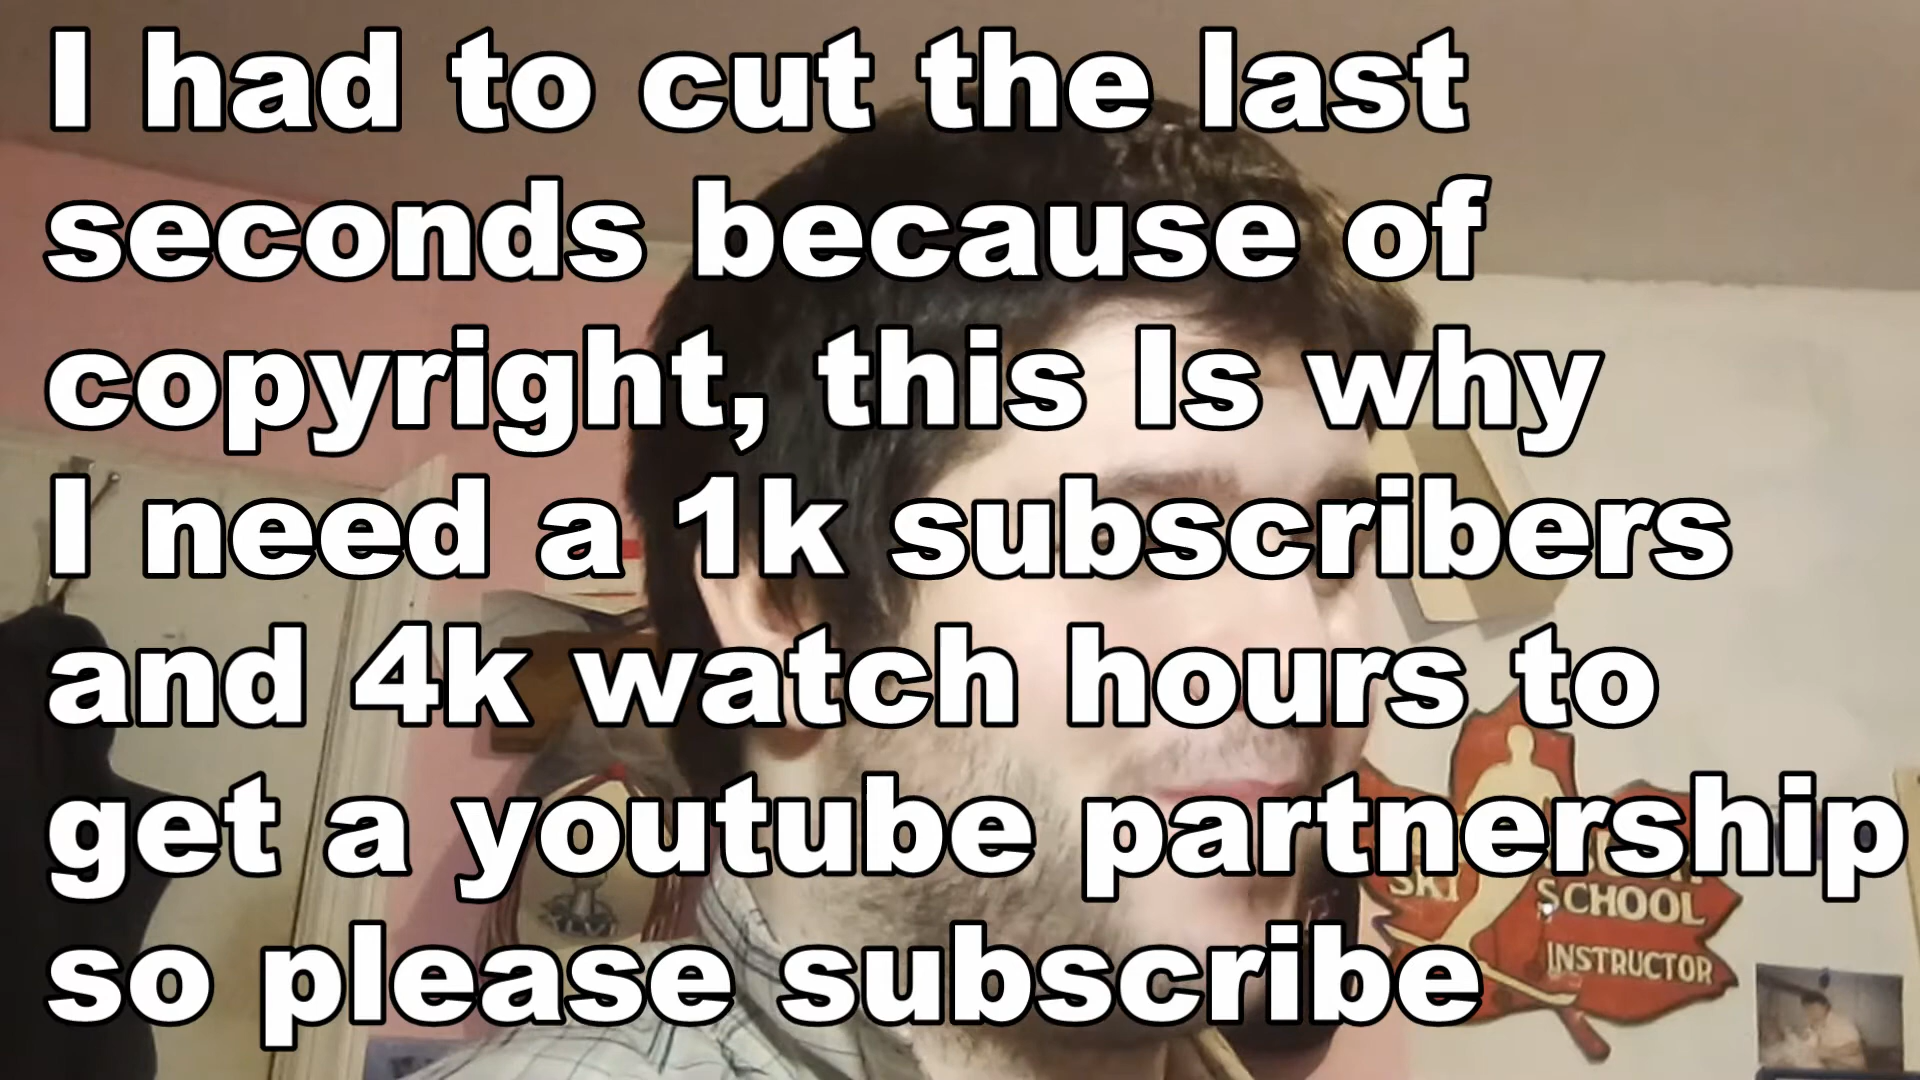 I had to cut the last
seconds because of
copyright, this Is why
I need a 1k subscribers
and 4k watch hours to
get a youtube partnership
so please subscribe
SKI
SCHOOL
INSTRUCTOR